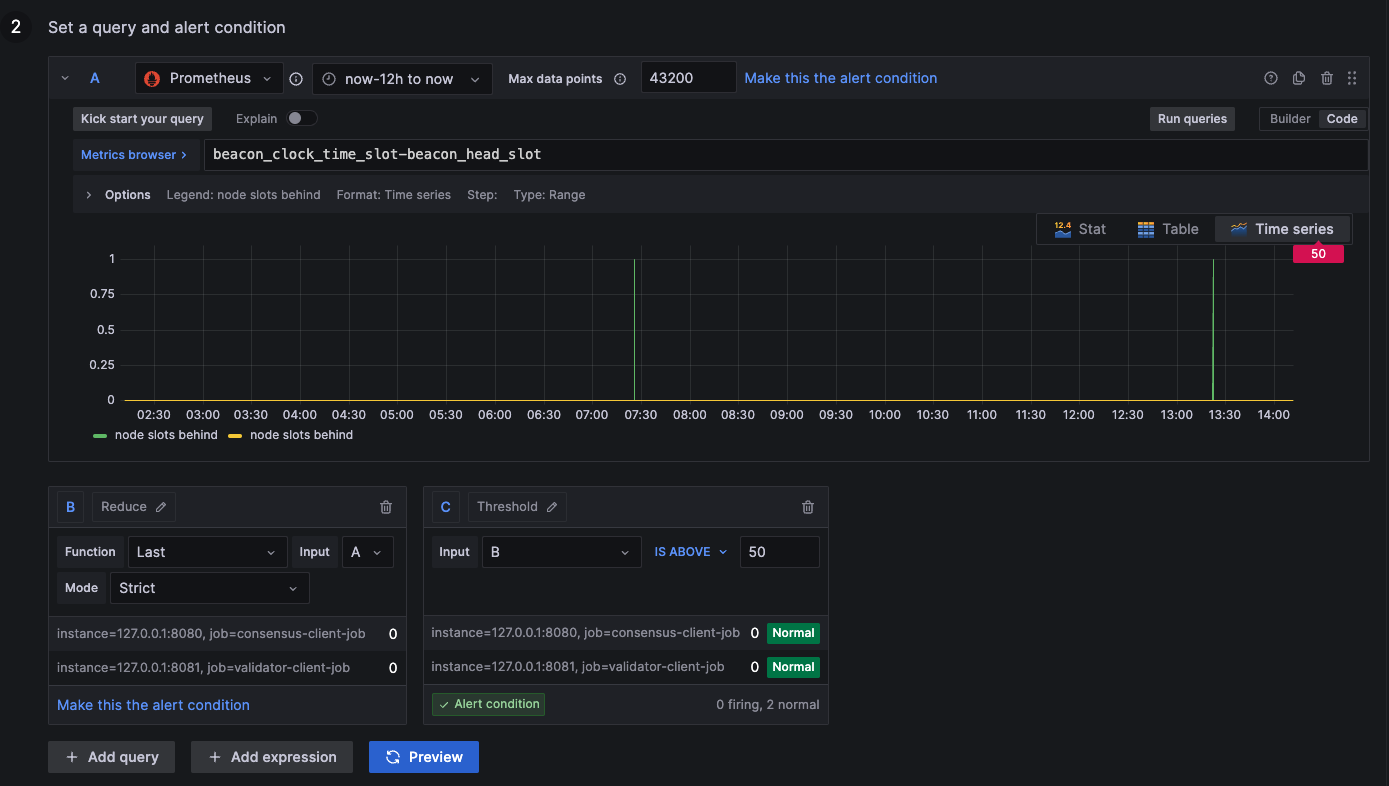 2 Set a query and alert condition
A Prometheus now-12h to now Max data points 43200 Make this the alert condition
Kick start your query Explain Run queries Builder Code
Metrics browser > beacon_clock_time_slot-beacon_head_slot
Options Legend: node slots behind Format: Time series Step: Type: Range
12.4 Stat Table Time series
50
1
0.75
0.5
0.25
0
02:30 03:00 03:30 04:00 04:30 05:00 05:30 06:00 06:30 07:00 07:30 08:00 08:30 09:00 09:30 10:00 10:30 11:00 11:30 12:00 12:30 13:00 13:30 14:00
node slots behind node slots behind
B Reduce
Function Last Input A
Mode Strict
instance=127.0.0.1:8080, job=consensus-client-job 0
instance=127.0.0.1:8081, job=validator-client-job 0
Make this the alert condition
C Threshold
Input B IS ABOVE 50
instance=127.0.0.1:8080, job=consensus-client-job 0 Normal
instance=127.0.0.1:8081, job=validator-client-job 0 Normal
Alert condition 0 firing, 2 normal
+ Add query + Add expression Preview